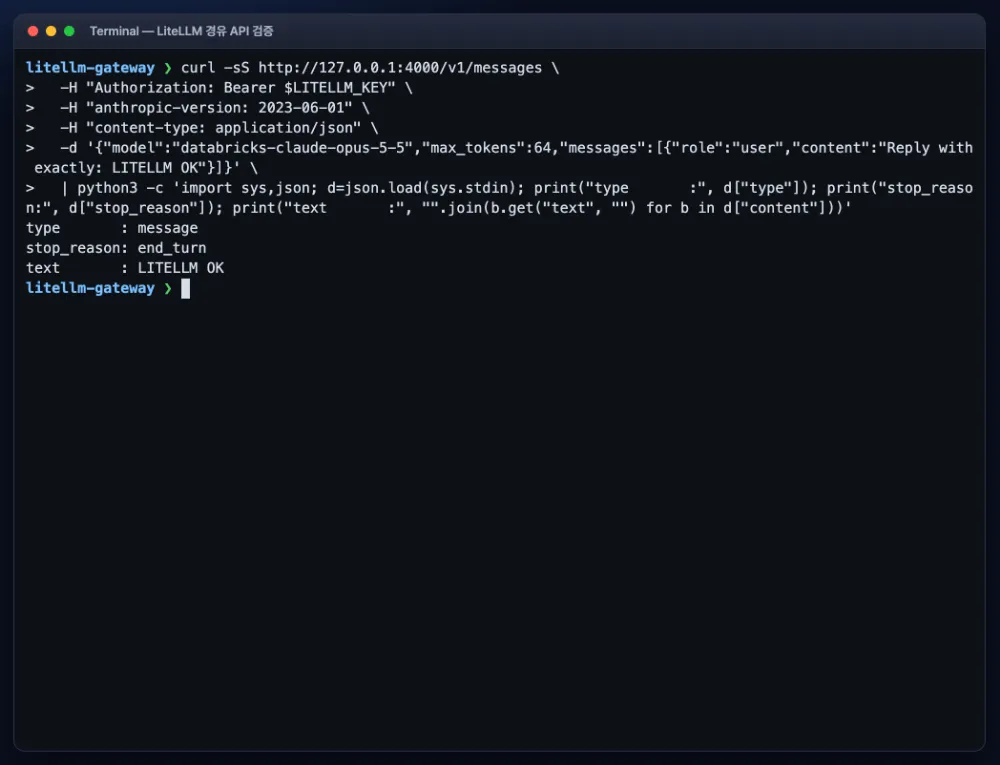 Terminal — LiteLLM 경유 API 검증
litellm-gateway ❯ curl -sS http://127.0.0.1:4000/v1/messages \
>   -H "Authorization: Bearer $LITELLM_KEY" \
>   -H "anthropic-version: 2023-06-01" \
>   -H "content-type: application/json" \
>   -d '{"model":"databricks-claude-opus-5-5","max_tokens":64,"messages":[{"role":"user","content":"Reply with
 exactly: LITELLM OK"}]}' \
>   | python3 -c 'import sys,json; d=json.load(sys.stdin); print("type       :", d["type"]); print("stop_reaso
n:", d["stop_reason"]); print("text       :", "".join(b.get("text", "") for b in d["content"]))'
type       : message
stop_reason: end_turn
text       : LITELLM OK
litellm-gateway ❯